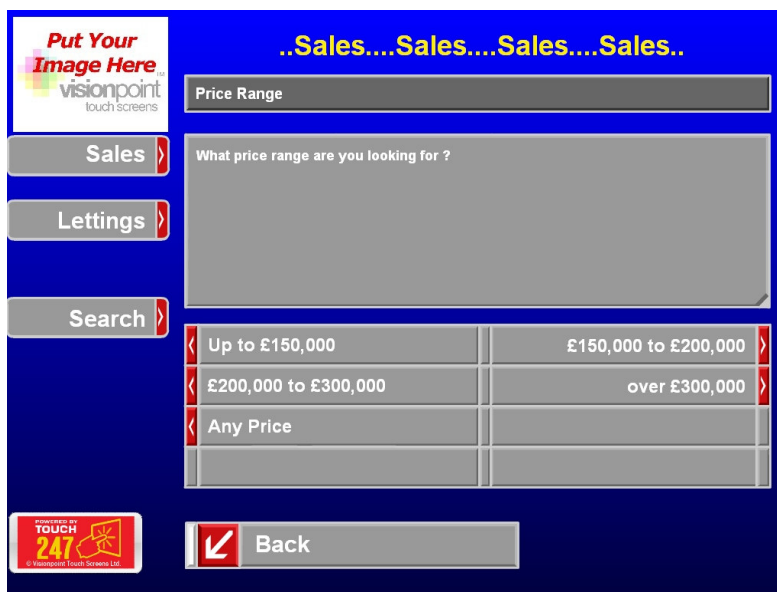 Put Your
Image Here
visionpoint™
touch screens
..Sales....Sales....Sales....Sales..
Price Range
Sales
What price range are you looking for ?
Lettings
Search
Up to £150,000
£150,000 to £200,000
£200,000 to £300,000
over £300,000
Any Price
POWERED BY
TOUCH
247
© Visionpoint Touch Screens Ltd.
Back